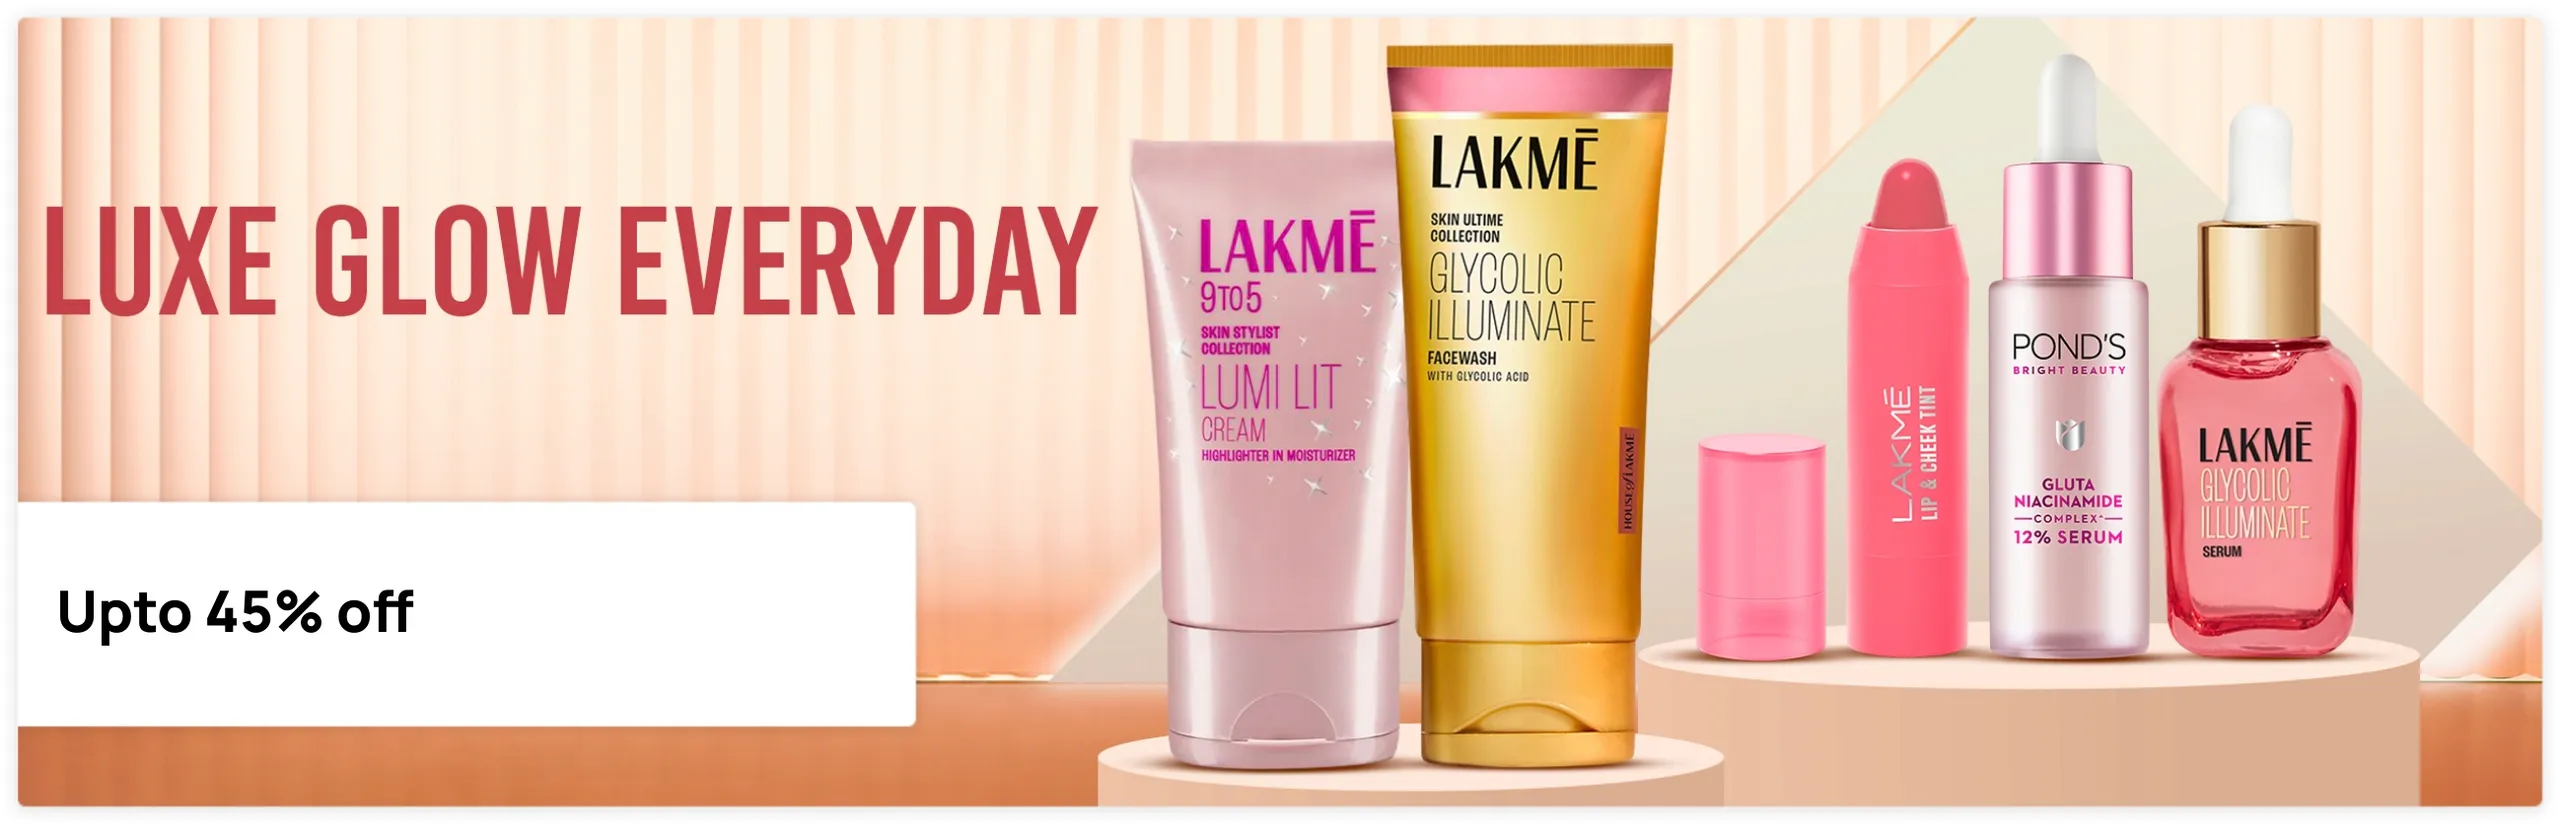 LUXE GLOW EVERYDAY
Upto 45% off
LAKMĒ
9TO5
SKIN STYLIST
COLLECTION
LUMI LIT
CREAM
HIGHLIGHTER IN MOISTURIZER
LAKMĒ
SKIN ULTIME
COLLECTION
GLYCOLIC
ILLUMINATE
FACEWASH
WITH GLYCOLIC ACID
HOUSE of LAKMĒ
LAKMĒ
LIP & CHEEK TINT
POND'S
BRIGHT BEAUTY
GLUTA
NIACINAMIDE
COMPLEX^
12% SERUM
LAKMĒ
GLYCOLIC
ILLUMINATE
SERUM